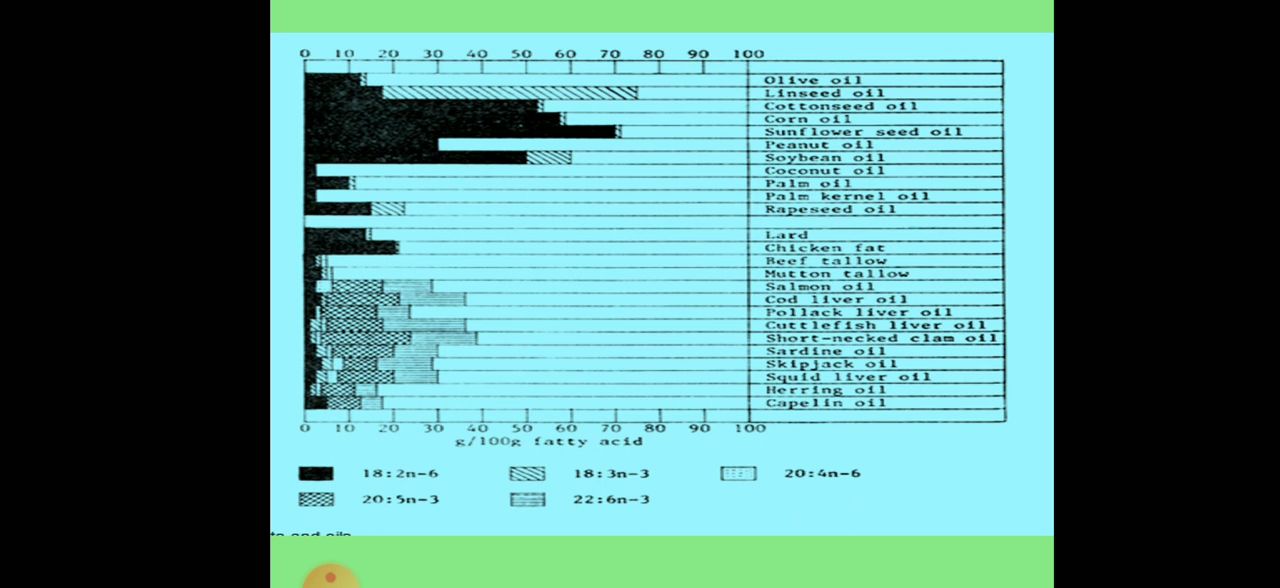 0 10 20 30 40 50 60 70 80 90 100
Olive oil
Linseed oil
Cottonseed oil
Corn oil
Sunflower seed oil
Peanut oil
Soybean oil
Coconut oil
Palm oil
Palm kernel oil
Rapeseed oil
Lard
Chicken fat
Beef tallow
Mutton tallow
Salmon oil
Cod liver oil
Pollack liver oil
Cuttlefish liver oil
Short-necked clam oil
Sardine oil
Skipjack oil
Squid liver oil
Herring oil
Capelin oil
0 10 20 30 40 50 60 70 80 90 100
g/100g fatty acid
18:2n-6 18:3n-3 20:4n-6
20:5n-3 22:6n-3